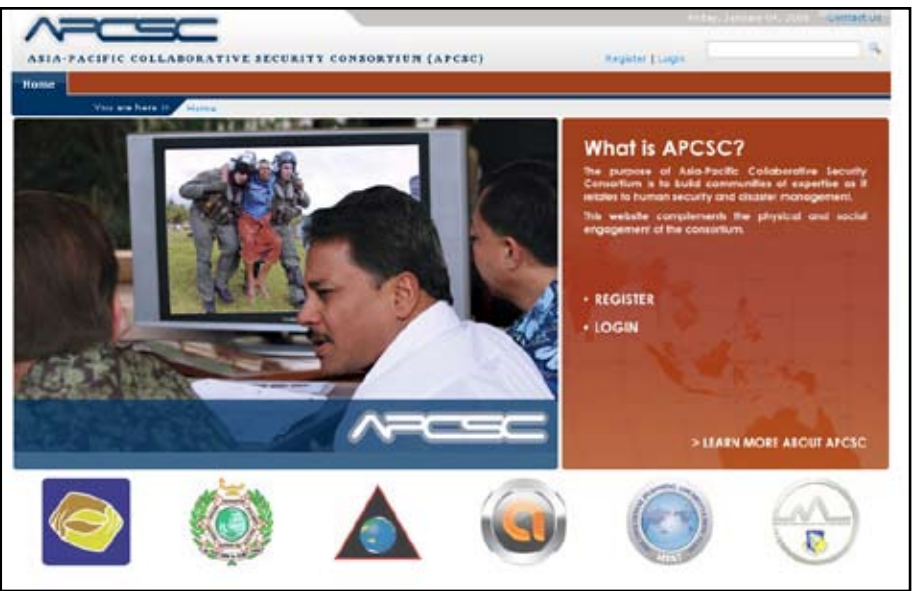 APCSC
Contact Us
ASIA-PACIFIC COLLABORATIVE SECURITY CONSORTIUM (APCSC)
Register | Login
Home
You are here » Home
What is APCSC?
The purpose of Asia-Pacific Collaborative Security
Consortium is to build communities of expertise as it
relates to human security and disaster management.
This website complements the physical and social
engagement of the consortium.
• REGISTER
• LOGIN
APCSC
> LEARN MORE ABOUT APCSC